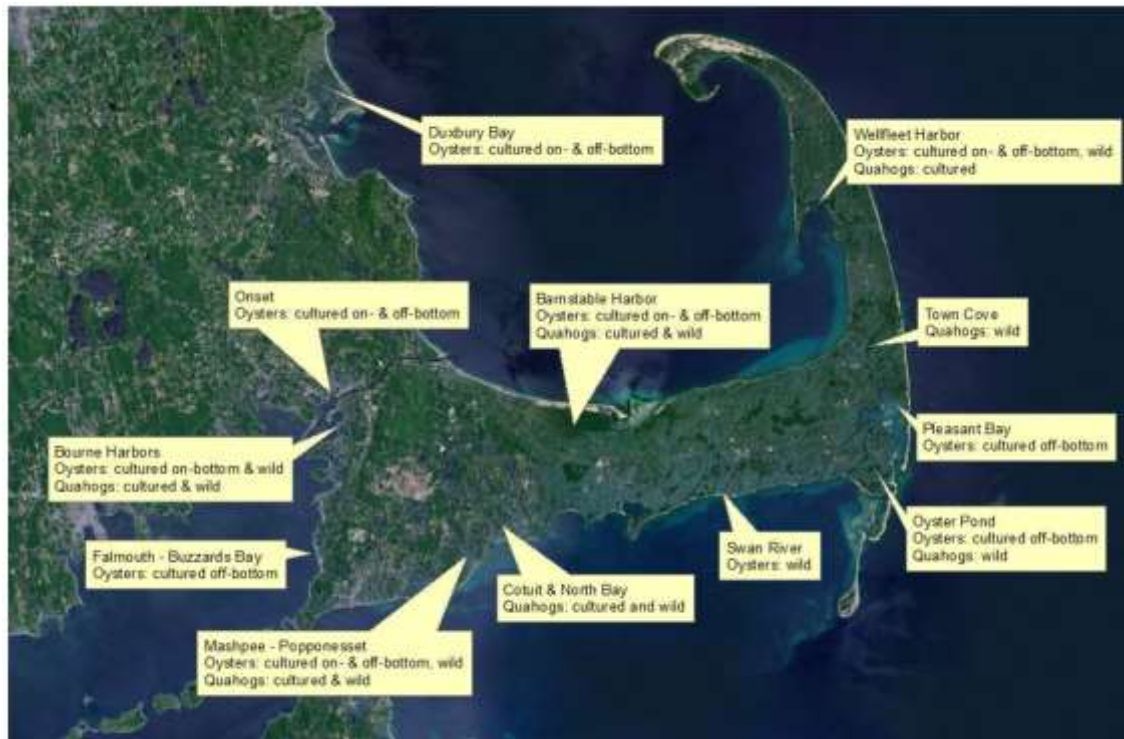 Duxbury Bay
Oysters: cultured on- & off-bottom
Wellfleet Harbor
Oysters: cultured on- & off-bottom, wild
Quahogs: cultured
Onset
Oysters: cultured on- & off-bottom
Barnstable Harbor
Oysters: cultured on- & off-bottom
Quahogs: cultured & wild
Town Cove
Quahogs: wild
Pleasant Bay
Oysters: cultured off-bottom
Bourne Harbors
Oysters: cultured on-bottom & wild
Quahogs: cultured & wild
Oyster Pond
Oysters: cultured off-bottom
Quahogs: wild
Swan River
Oysters: wild
Falmouth - Buzzards Bay
Oysters: cultured off-bottom
Cotuit & North Bay
Quahogs: cultured and wild
Mashpee - Popponesset
Oysters: cultured on- & off-bottom, wild
Quahogs: cultured & wild